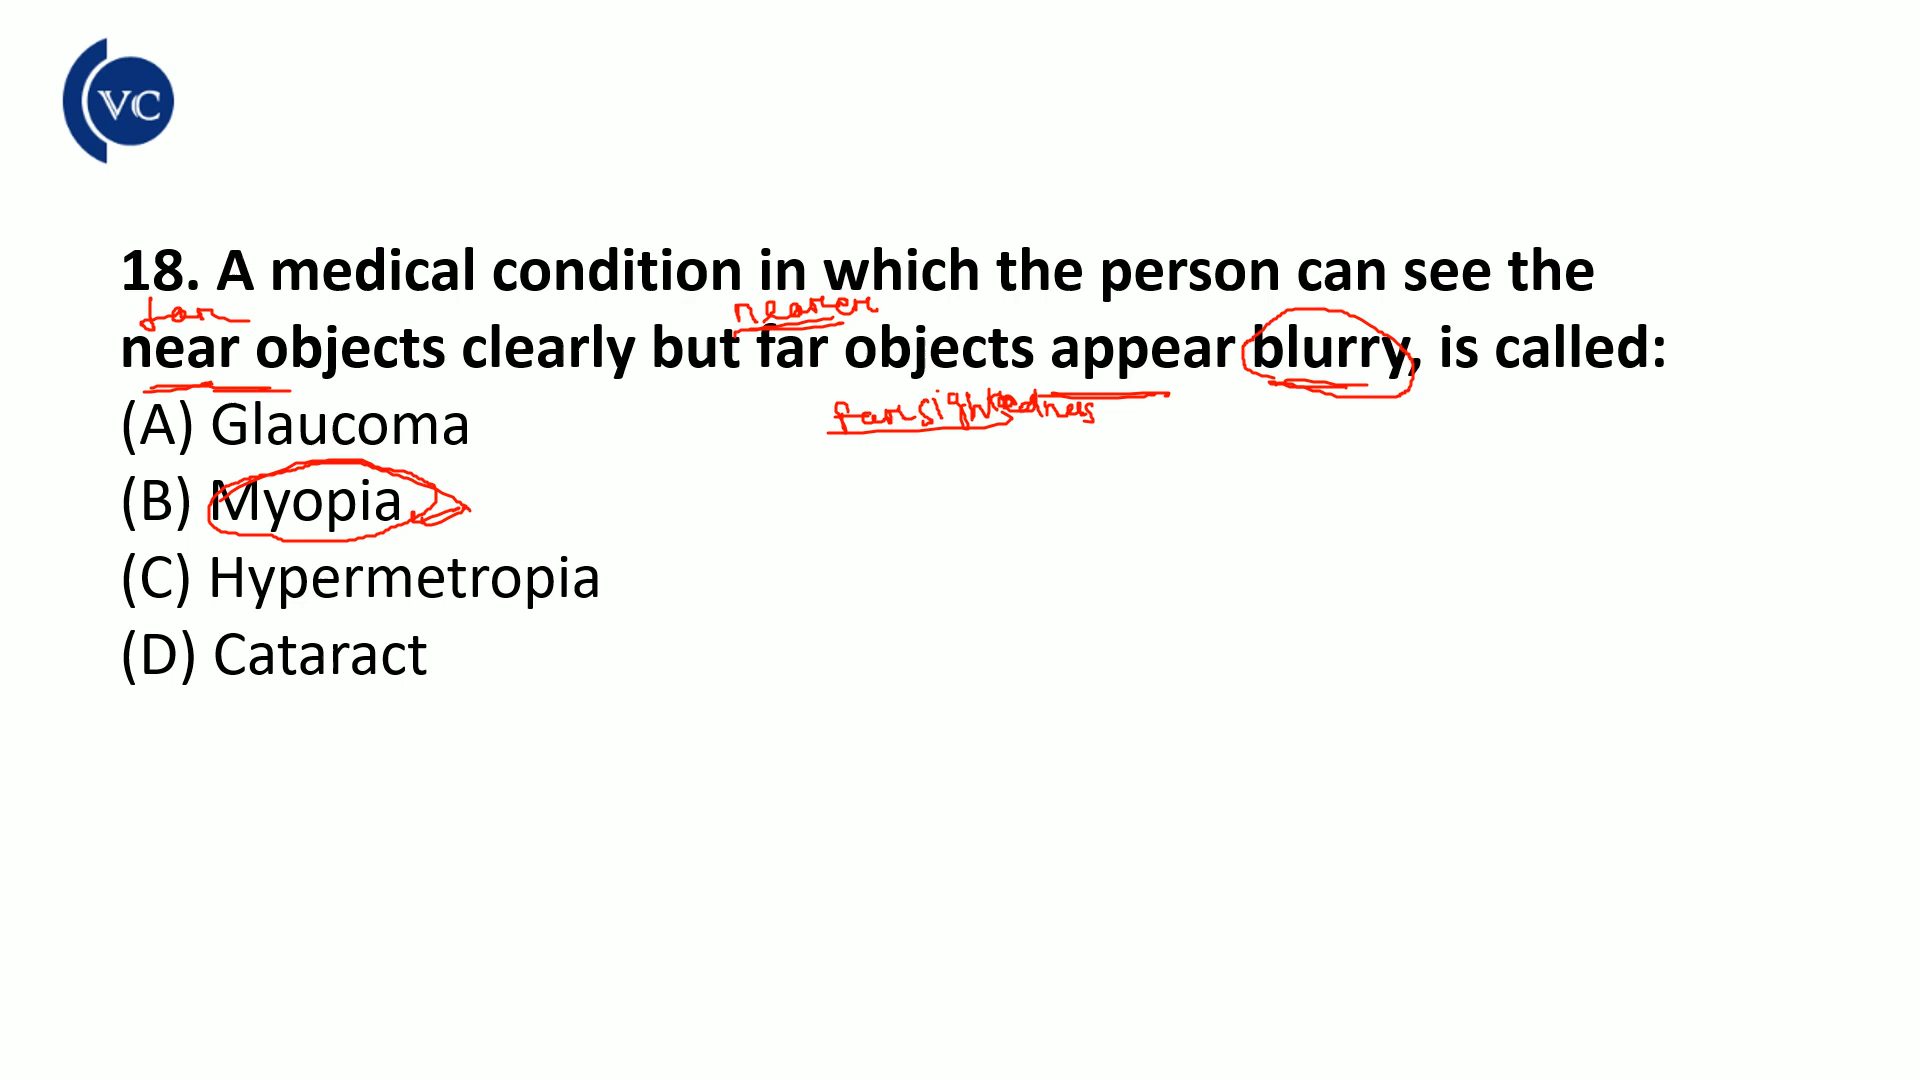 VC
18. A medical condition in which the person can see the
far nearer
near objects clearly but far objects appear blurry, is called:
farsightedness
(A) Glaucoma
(B) Myopia
(C) Hypermetropia
(D) Cataract